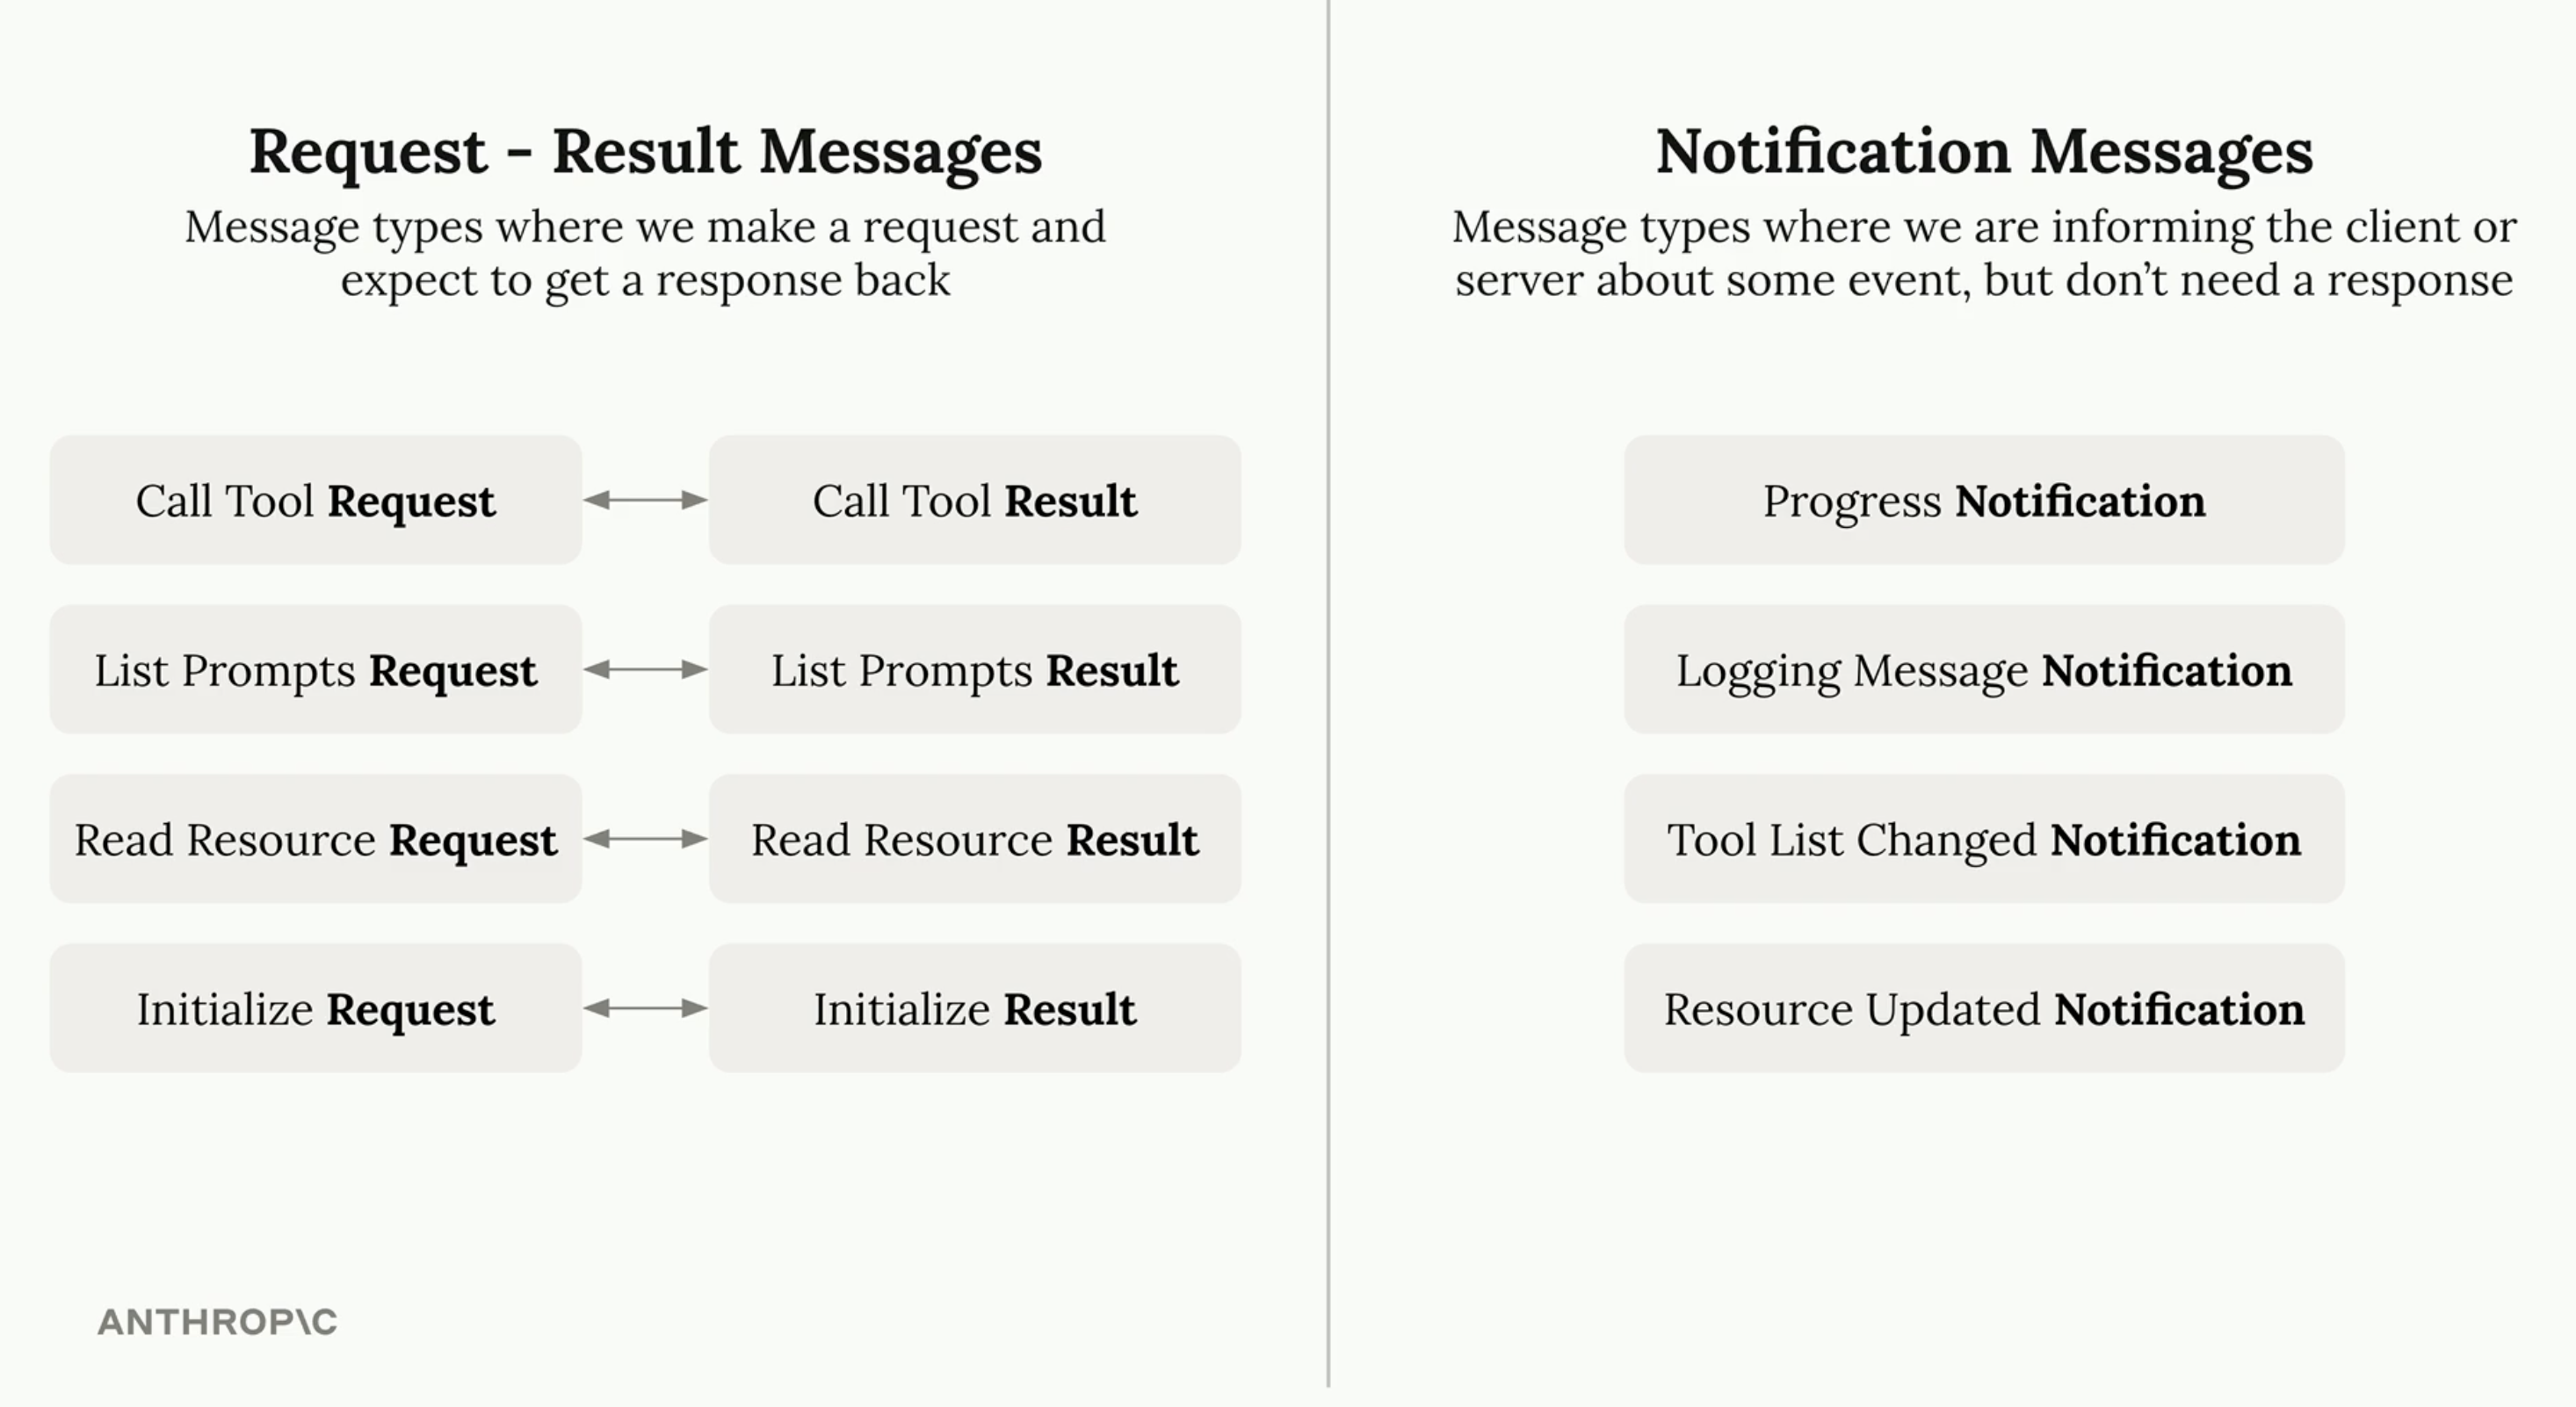 Request - Result Messages
Message types where we make a request and
expect to get a response back
Call Tool Request
Call Tool Result
List Prompts Request
List Prompts Result
Read Resource Request
Read Resource Result
Initialize Request
Initialize Result
Notification Messages
Message types where we are informing the client or
server about some event, but don’t need a response
Progress Notification
Logging Message Notification
Tool List Changed Notification
Resource Updated Notification
ANTHROP\C